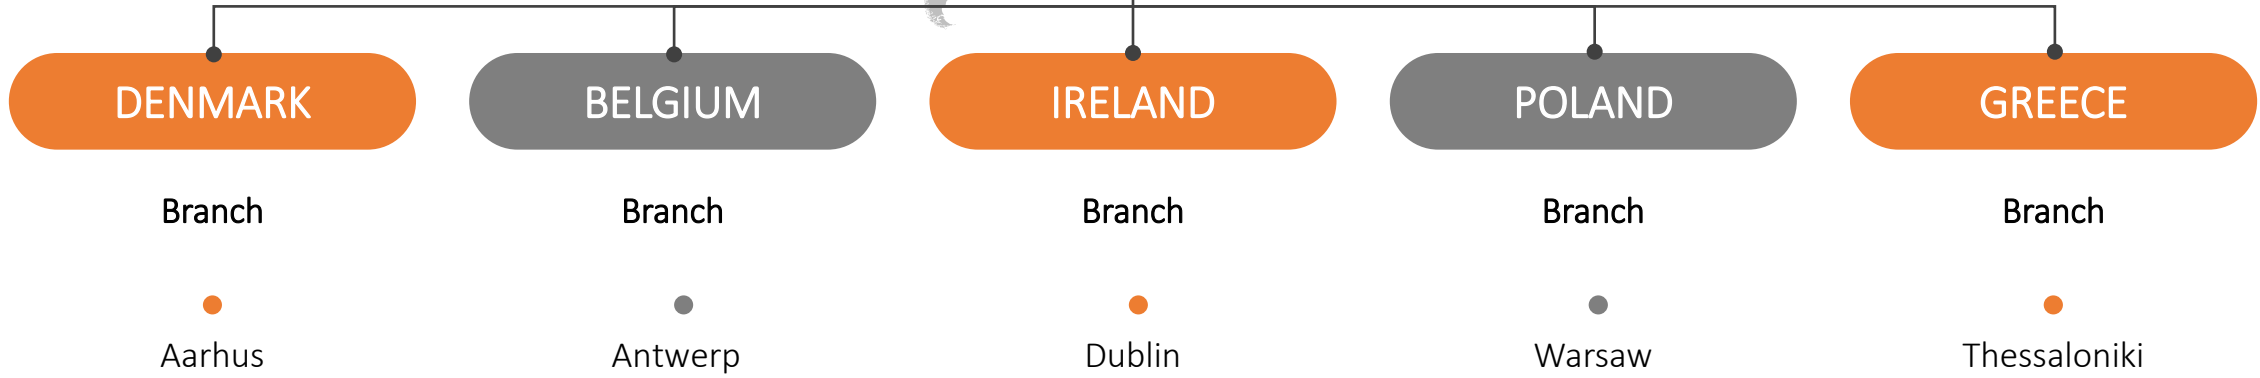 DENMARK BELGIUM IRELAND POLAND GREECE
Branch Branch Branch Branch Branch
Aarhus Antwerp Dublin Warsaw Thessaloniki